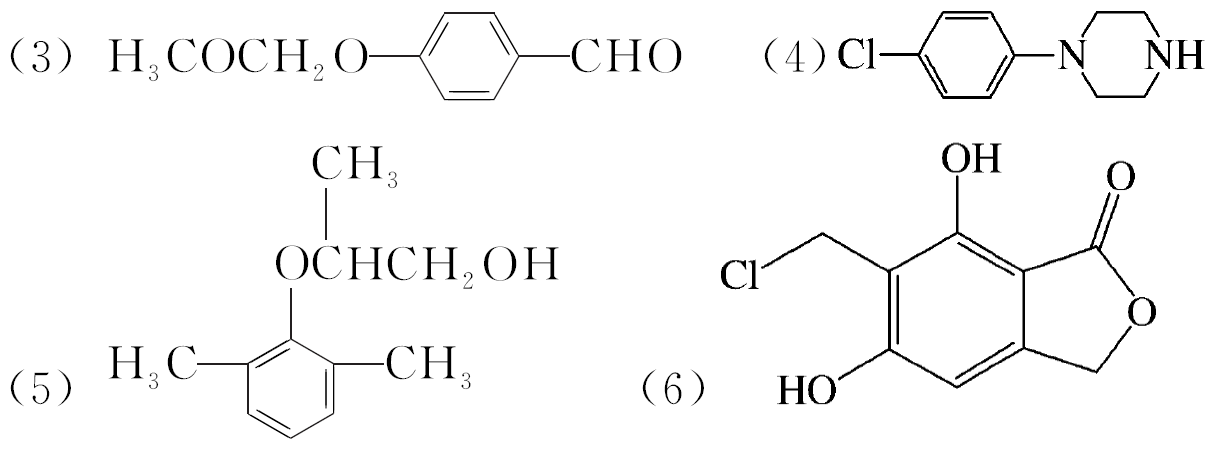 (3) H₃COCH₂O CHO (4) Cl N NH
CH₃ OH O
OCHCH₂OH Cl O
(5) H₃C CH₃ (6) HO